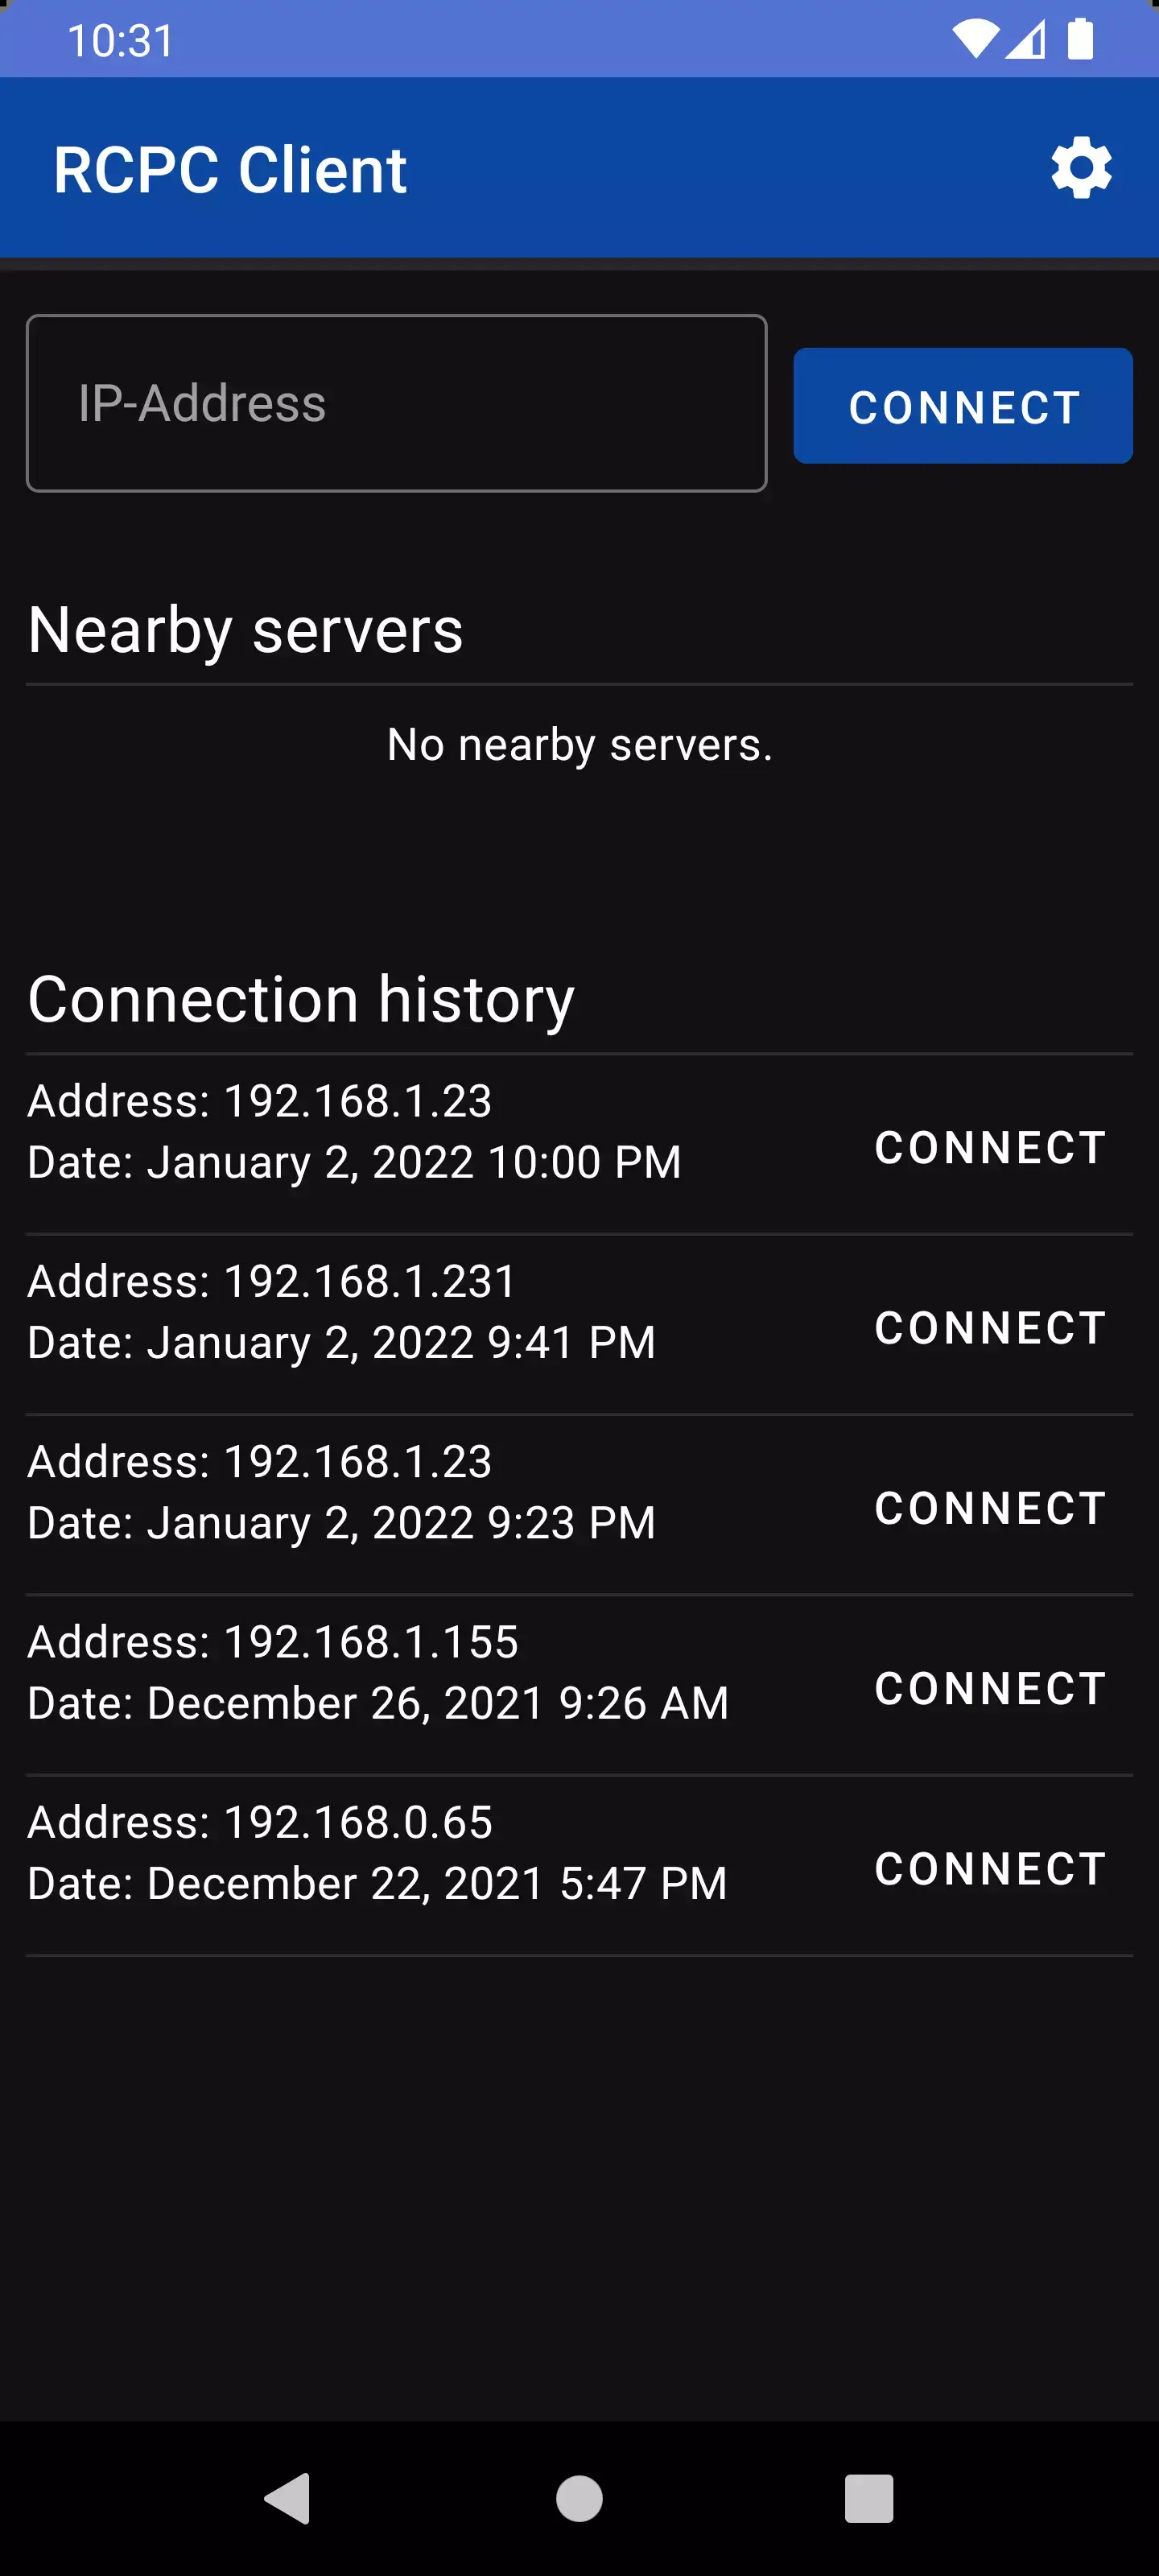 10:31
RCPC Client
IP-Address
CONNECT
Nearby servers
No nearby servers.
Connection history
Address: 192.168.1.23
Date: January 2, 2022 10:00 PM
CONNECT
Address: 192.168.1.231
Date: January 2, 2022 9:41 PM
CONNECT
Address: 192.168.1.23
Date: January 2, 2022 9:23 PM
CONNECT
Address: 192.168.1.155
Date: December 26, 2021 9:26 AM
CONNECT
Address: 192.168.0.65
Date: December 22, 2021 5:47 PM
CONNECT